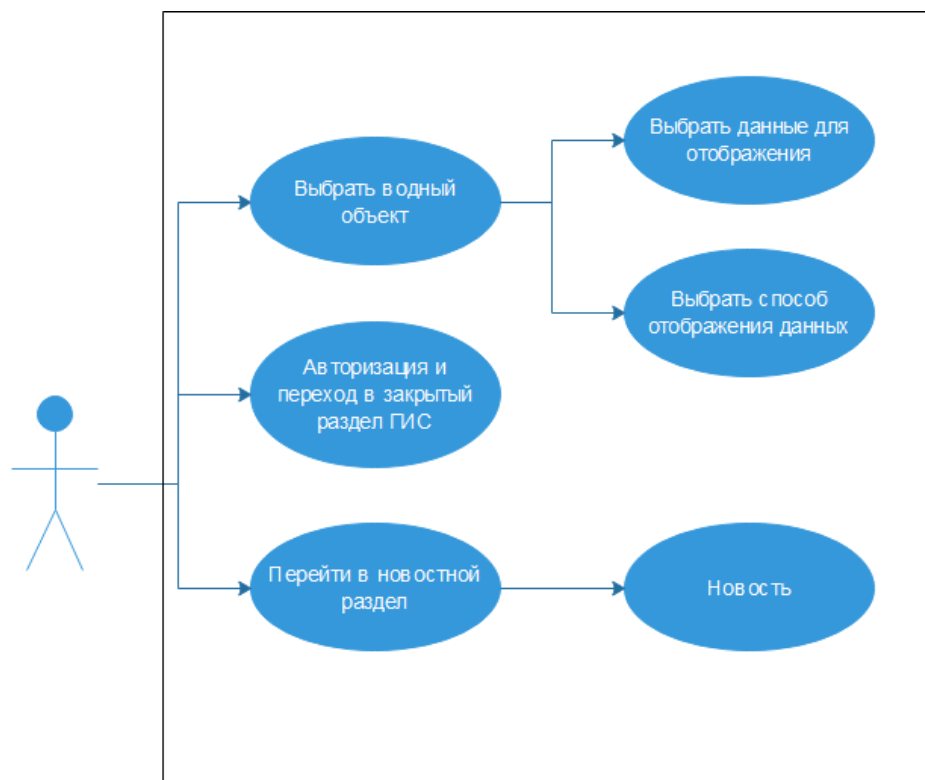 Выбрать данные для
отображения
Выбрать водный
объект
Выбрать способ
отображения данных
Авторизация и
переход в закрытый
раздел ГИС
Перейти в новостной
раздел
Новость